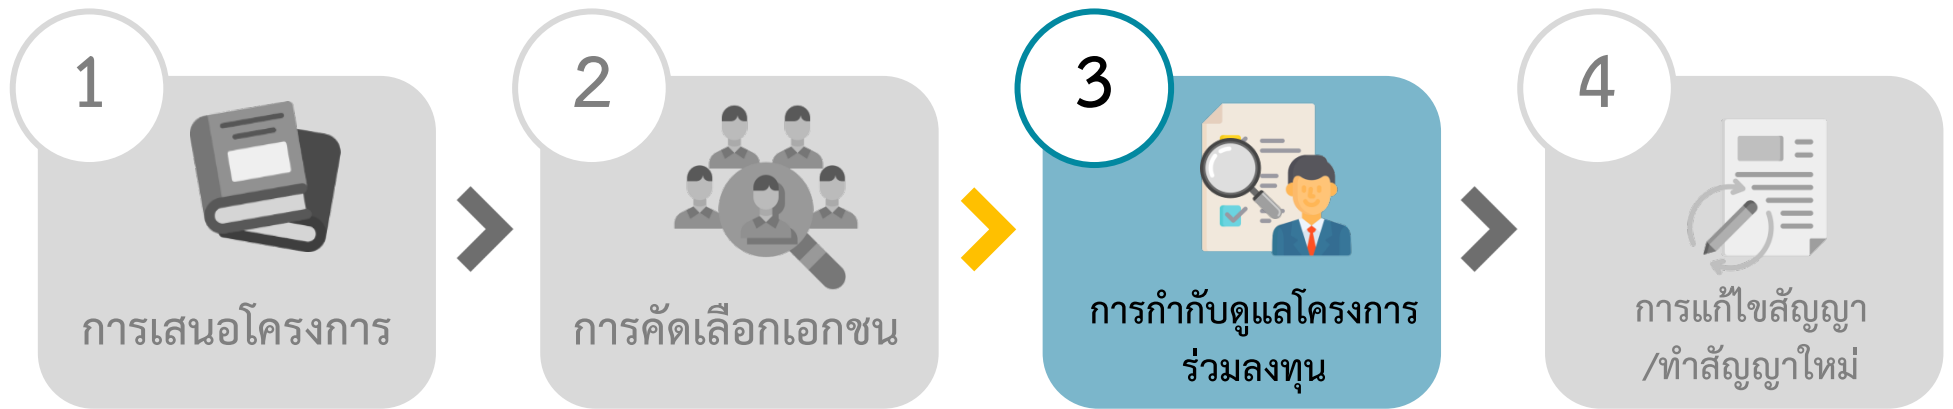 1
การเสนอโครงการ
2
การคัดเลือกเอกชน
3
การกำกับดูแลโครงการ
ร่วมลงทุน
4
การแก้ไขสัญญา
/ทำสัญญาใหม่